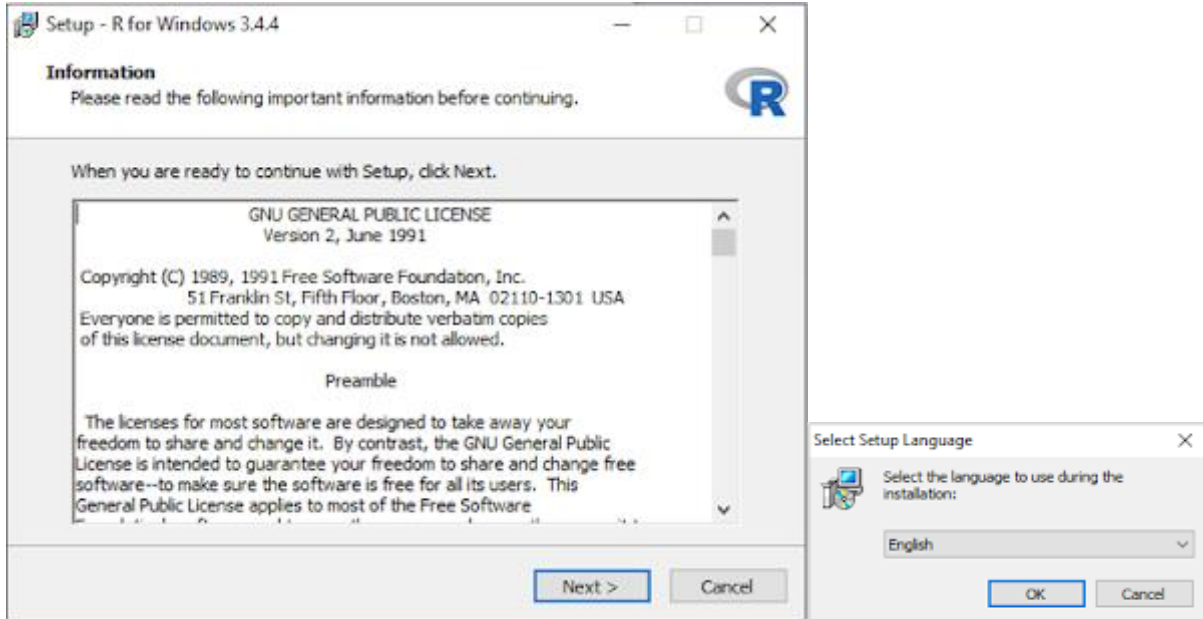 Setup - R for Windows 3.4.4
Information
Please read the following important information before continuing.
R
When you are ready to continue with Setup, click Next.
GNU GENERAL PUBLIC LICENSE
Version 2, June 1991
Copyright (C) 1989, 1991 Free Software Foundation, Inc.
51 Franklin St, Fifth Floor, Boston, MA 02110-1301 USA
Everyone is permitted to copy and distribute verbatim copies
of this license document, but changing it is not allowed.
Preamble
The licenses for most software are designed to take away your
freedom to share and change it. By contrast, the GNU General Public
License is intended to guarantee your freedom to share and change free
software--to make sure the software is free for all its users. This
General Public License applies to most of the Free Software
Next >
Cancel
Select Setup Language
Select the language to use during the
installation:
English
OK
Cancel